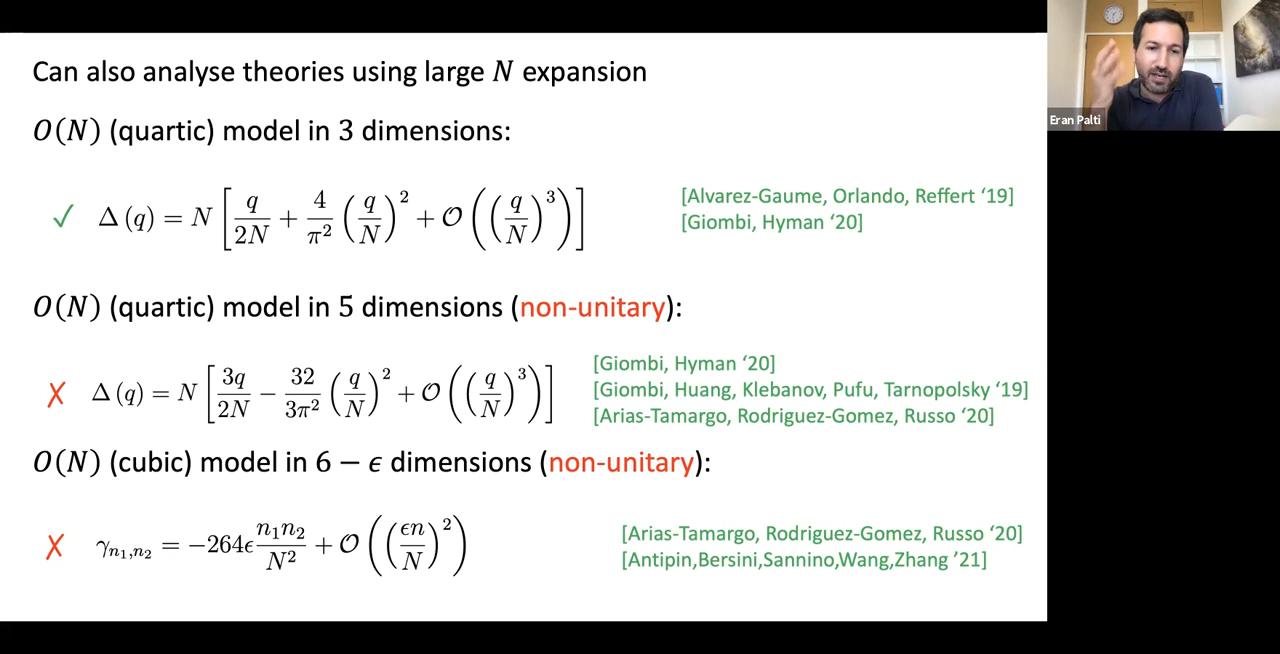 Can also analyse theories using large N expansion
O(N) (quartic) model in 3 dimensions:
✓ Δ(q) = N [ q/2N + 4/π² (q/N)² + 𝒪((q/N)³) ]
[Alvarez-Gaume, Orlando, Reffert ‘19]
[Giombi, Hyman ‘20]
O(N) (quartic) model in 5 dimensions (non-unitary):
✗ Δ(q) = N [ 3q/2N − 32/3π² (q/N)² + 𝒪((q/N)³) ]
[Giombi, Hyman ‘20]
[Giombi, Huang, Klebanov, Pufu, Tarnopolsky ‘19]
[Arias-Tamargo, Rodriguez-Gomez, Russo ‘20]
O(N) (cubic) model in 6 − ϵ dimensions (non-unitary):
✗ γₙ₁,ₙ₂ = −264ϵ n₁n₂/N² + 𝒪((ϵn/N)²)
[Arias-Tamargo, Rodriguez-Gomez, Russo ‘20]
[Antipin,Bersini,Sannino,Wang,Zhang ’21]
Eran Palti